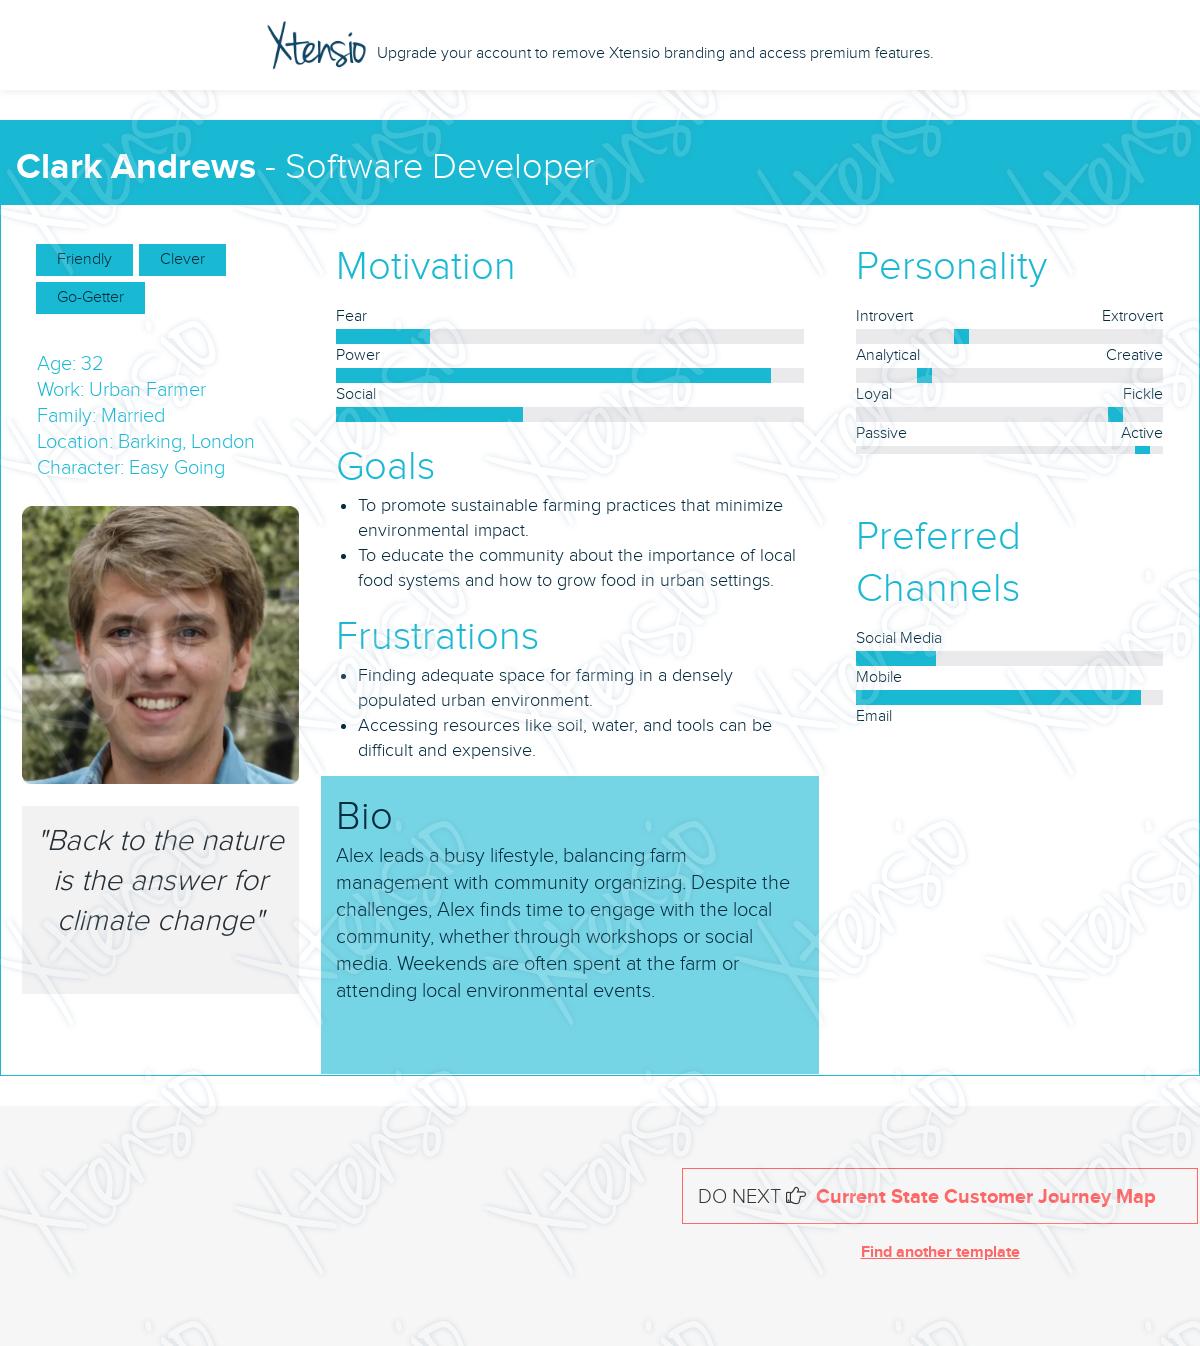 Xtensio Upgrade your account to remove Xtensio branding and access premium features.
Clark Andrews - Software Developer
Friendly Clever
Go-Getter
Age: 32
Work: Urban Farmer
Family: Married
Location: Barking, London
Character: Easy Going
"Back to the nature
is the answer for
climate change"
Motivation
Fear
Power
Social
Goals
• To promote sustainable farming practices that minimize
environmental impact.
• To educate the community about the importance of local
food systems and how to grow food in urban settings.
Frustrations
• Finding adequate space for farming in a densely
populated urban environment.
• Accessing resources like soil, water, and tools can be
difficult and expensive.
Bio
Alex leads a busy lifestyle, balancing farm
management with community organizing. Despite the
challenges, Alex finds time to engage with the local
community, whether through workshops or social
media. Weekends are often spent at the farm or
attending local environmental events.
Personality
Introvert Extrovert
Analytical Creative
Loyal Fickle
Passive Active
Preferred
Channels
Social Media
Mobile
Email
DO NEXT Current State Customer Journey Map
Find another template